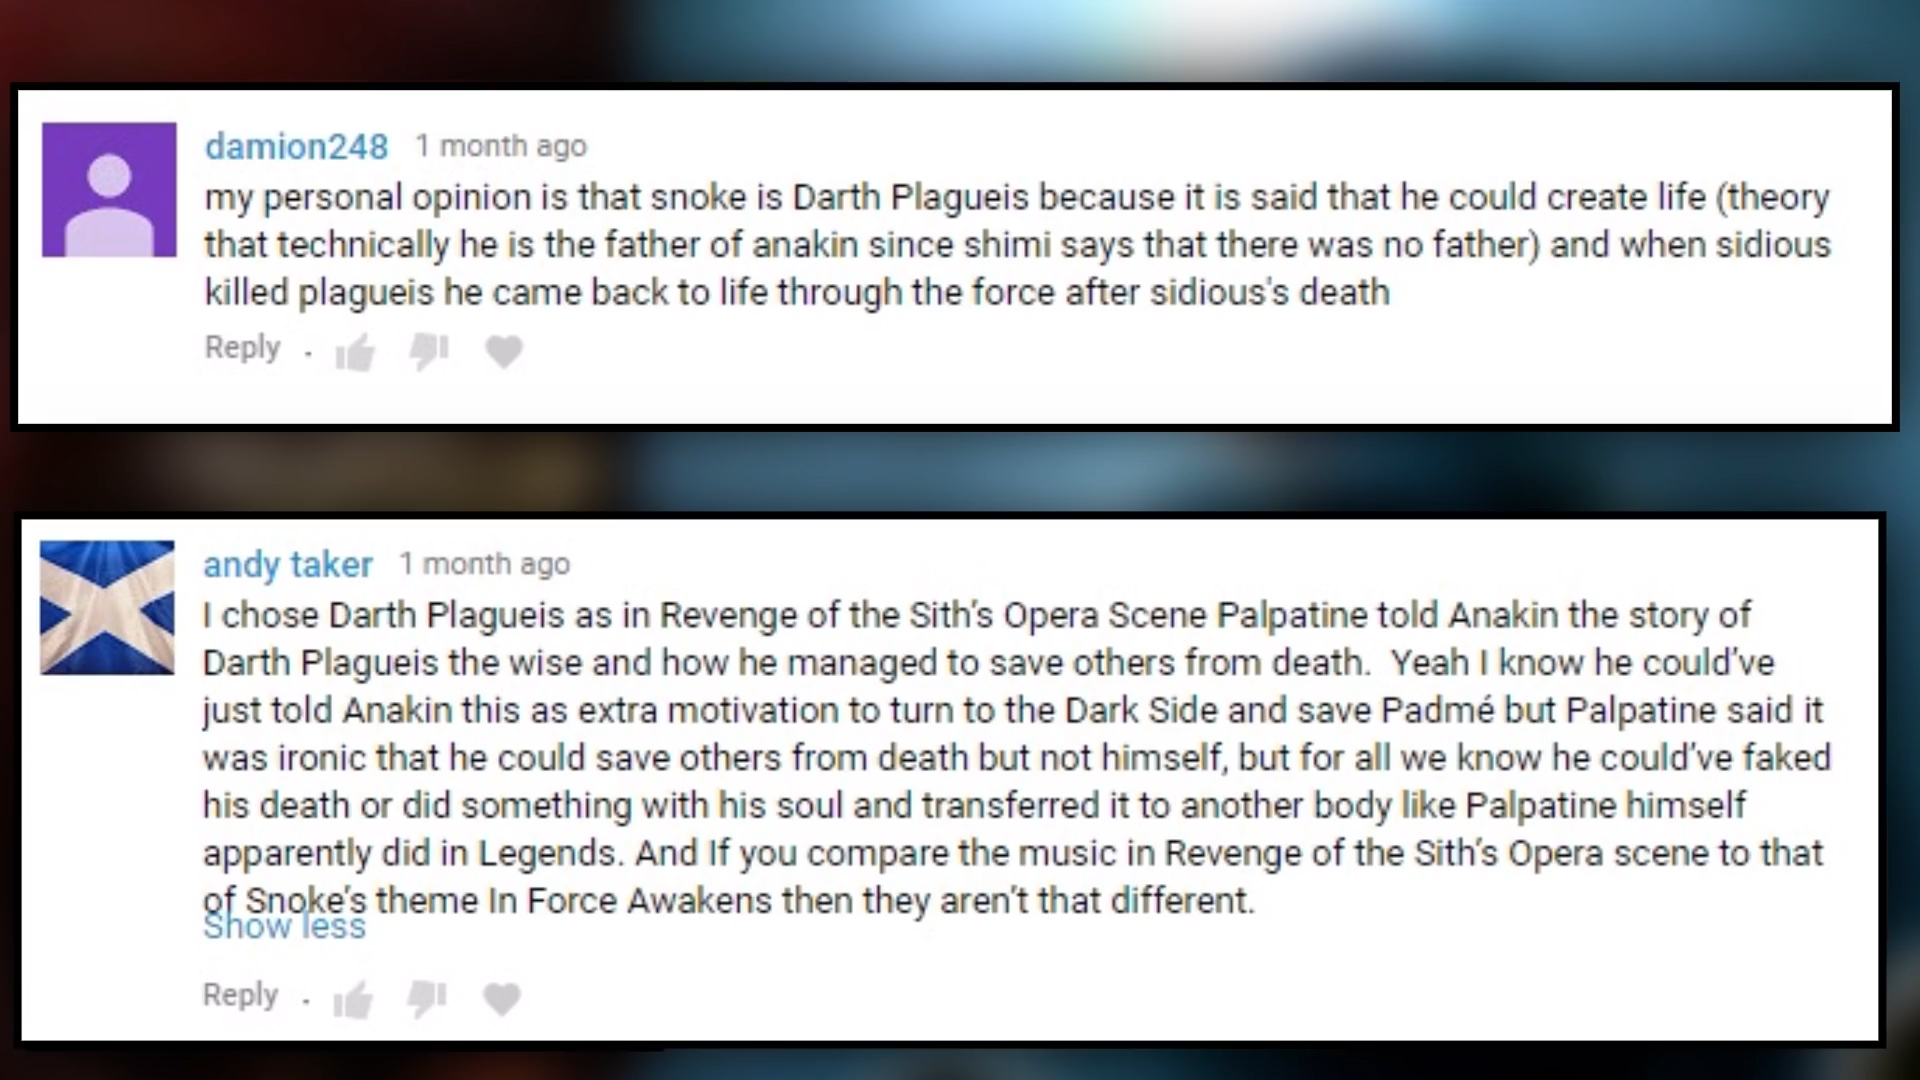 damion248 1 month ago
my personal opinion is that snoke is Darth Plagueis because it is said that he could create life (theory
that technically he is the father of anakin since shimi says that there was no father) and when sidious
killed plagueis he came back to life through the force after sidious's death
Reply .
andy taker 1 month ago
I chose Darth Plagueis as in Revenge of the Sith’s Opera Scene Palpatine told Anakin the story of
Darth Plagueis the wise and how he managed to save others from death.  Yeah I know he could’ve
just told Anakin this as extra motivation to turn to the Dark Side and save Padmé but Palpatine said it
was ironic that he could save others from death but not himself, but for all we know he could’ve faked
his death or did something with his soul and transferred it to another body like Palpatine himself
apparently did in Legends. And If you compare the music in Revenge of the Sith’s Opera scene to that
of Snoke’s theme In Force Awakens then they aren’t that different.
Show less
Reply .